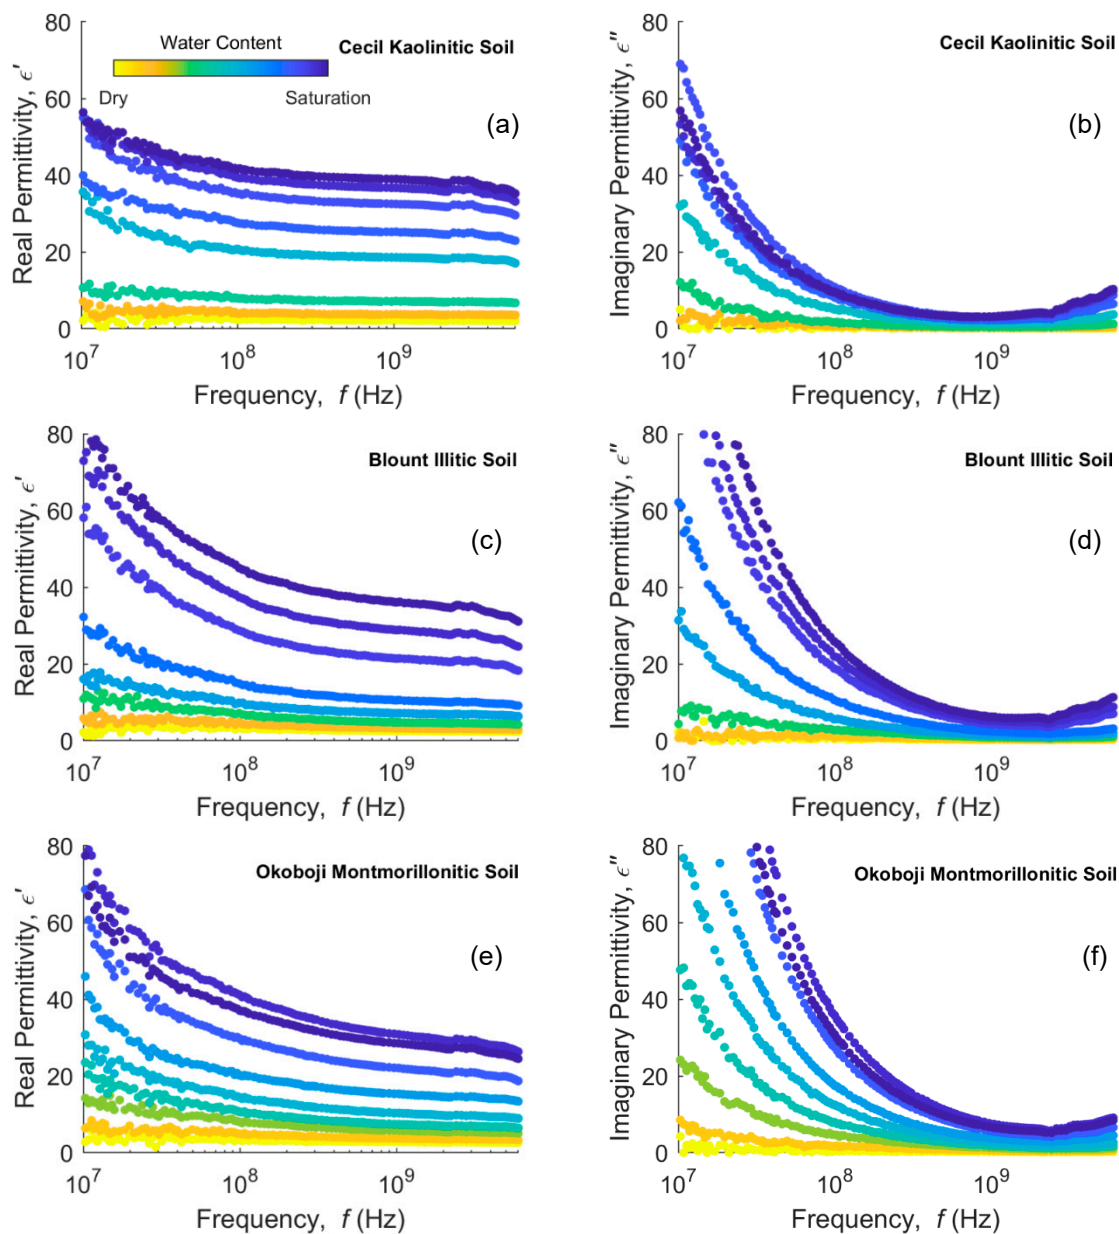 80
60
40
20
0
Real Permittivity, ϵ′
Water Content
Dry
Saturation
Cecil Kaolinitic Soil
(a)
10^7
10^8
10^9
Frequency, f (Hz)
80
60
40
20
0
Imaginary Permittivity, ϵ″
Cecil Kaolinitic Soil
(b)
10^7
10^8
10^9
Frequency, f (Hz)
80
60
40
20
0
Real Permittivity, ϵ′
Blount Illitic Soil
(c)
10^7
10^8
10^9
Frequency, f (Hz)
80
60
40
20
0
Imaginary Permittivity, ϵ″
Blount Illitic Soil
(d)
10^7
10^8
10^9
Frequency, f (Hz)
80
60
40
20
0
Real Permittivity, ϵ′
Okoboji Montmorillonitic Soil
(e)
10^7
10^8
10^9
Frequency, f (Hz)
80
60
40
20
0
Imaginary Permittivity, ϵ″
Okoboji Montmorillonitic Soil
(f)
10^7
10^8
10^9
Frequency, f (Hz)